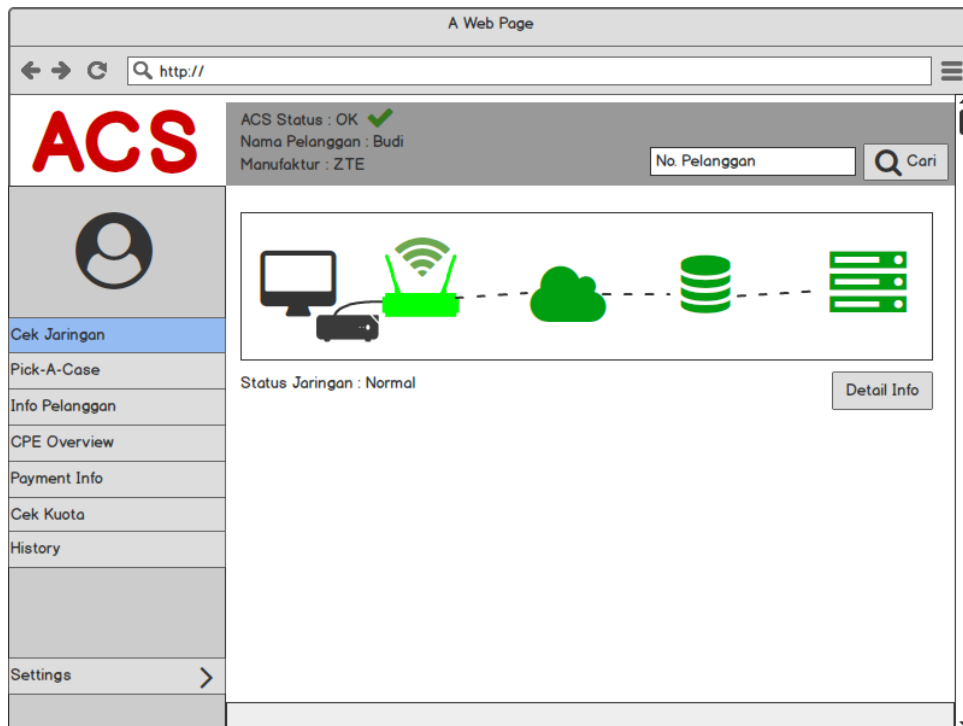 A Web Page
http://
ACS
ACS Status : OK
Nama Pelanggan : Budi
Manufaktur : ZTE
No. Pelanggan
Cari
Cek Jaringan
Pick-A-Case
Info Pelanggan
CPE Overview
Payment Info
Cek Kuota
History
Settings
Status Jaringan : Normal
Detail Info